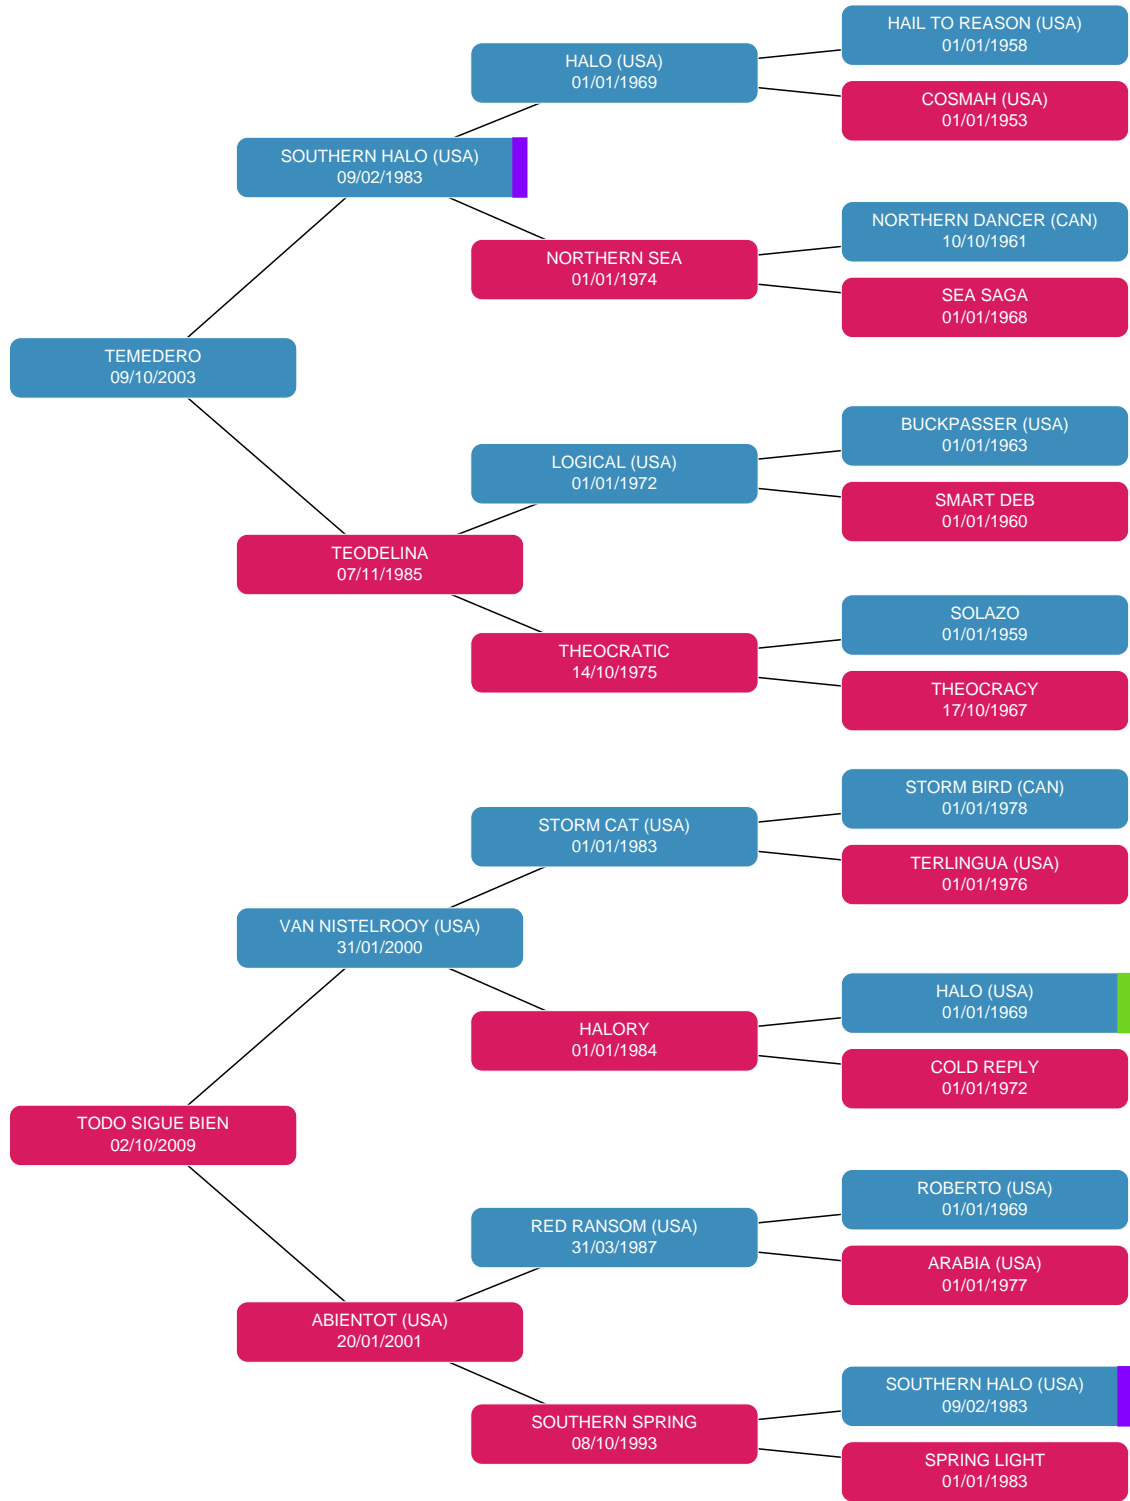 HAIL TO REASON (USA)
01/01/1958
HALO (USA)
01/01/1969
COSMAH (USA)
01/01/1953
SOUTHERN HALO (USA)
09/02/1983
NORTHERN DANCER (CAN)
10/10/1961
NORTHERN SEA
01/01/1974
SEA SAGA
01/01/1968
TEMEDERO
09/10/2003
BUCKPASSER (USA)
01/01/1963
LOGICAL (USA)
01/01/1972
SMART DEB
01/01/1960
TEODELINA
07/11/1985
SOLAZO
01/01/1959
THEOCRATIC
14/10/1975
THEOCRACY
17/10/1967
STORM BIRD (CAN)
01/01/1978
STORM CAT (USA)
01/01/1983
TERLINGUA (USA)
01/01/1976
VAN NISTELROOY (USA)
31/01/2000
HALO (USA)
01/01/1969
HALORY
01/01/1984
COLD REPLY
01/01/1972
TODO SIGUE BIEN
02/10/2009
ROBERTO (USA)
01/01/1969
RED RANSOM (USA)
31/03/1987
ARABIA (USA)
01/01/1977
ABIENTOT (USA)
20/01/2001
SOUTHERN HALO (USA)
09/02/1983
SOUTHERN SPRING
08/10/1993
SPRING LIGHT
01/01/1983